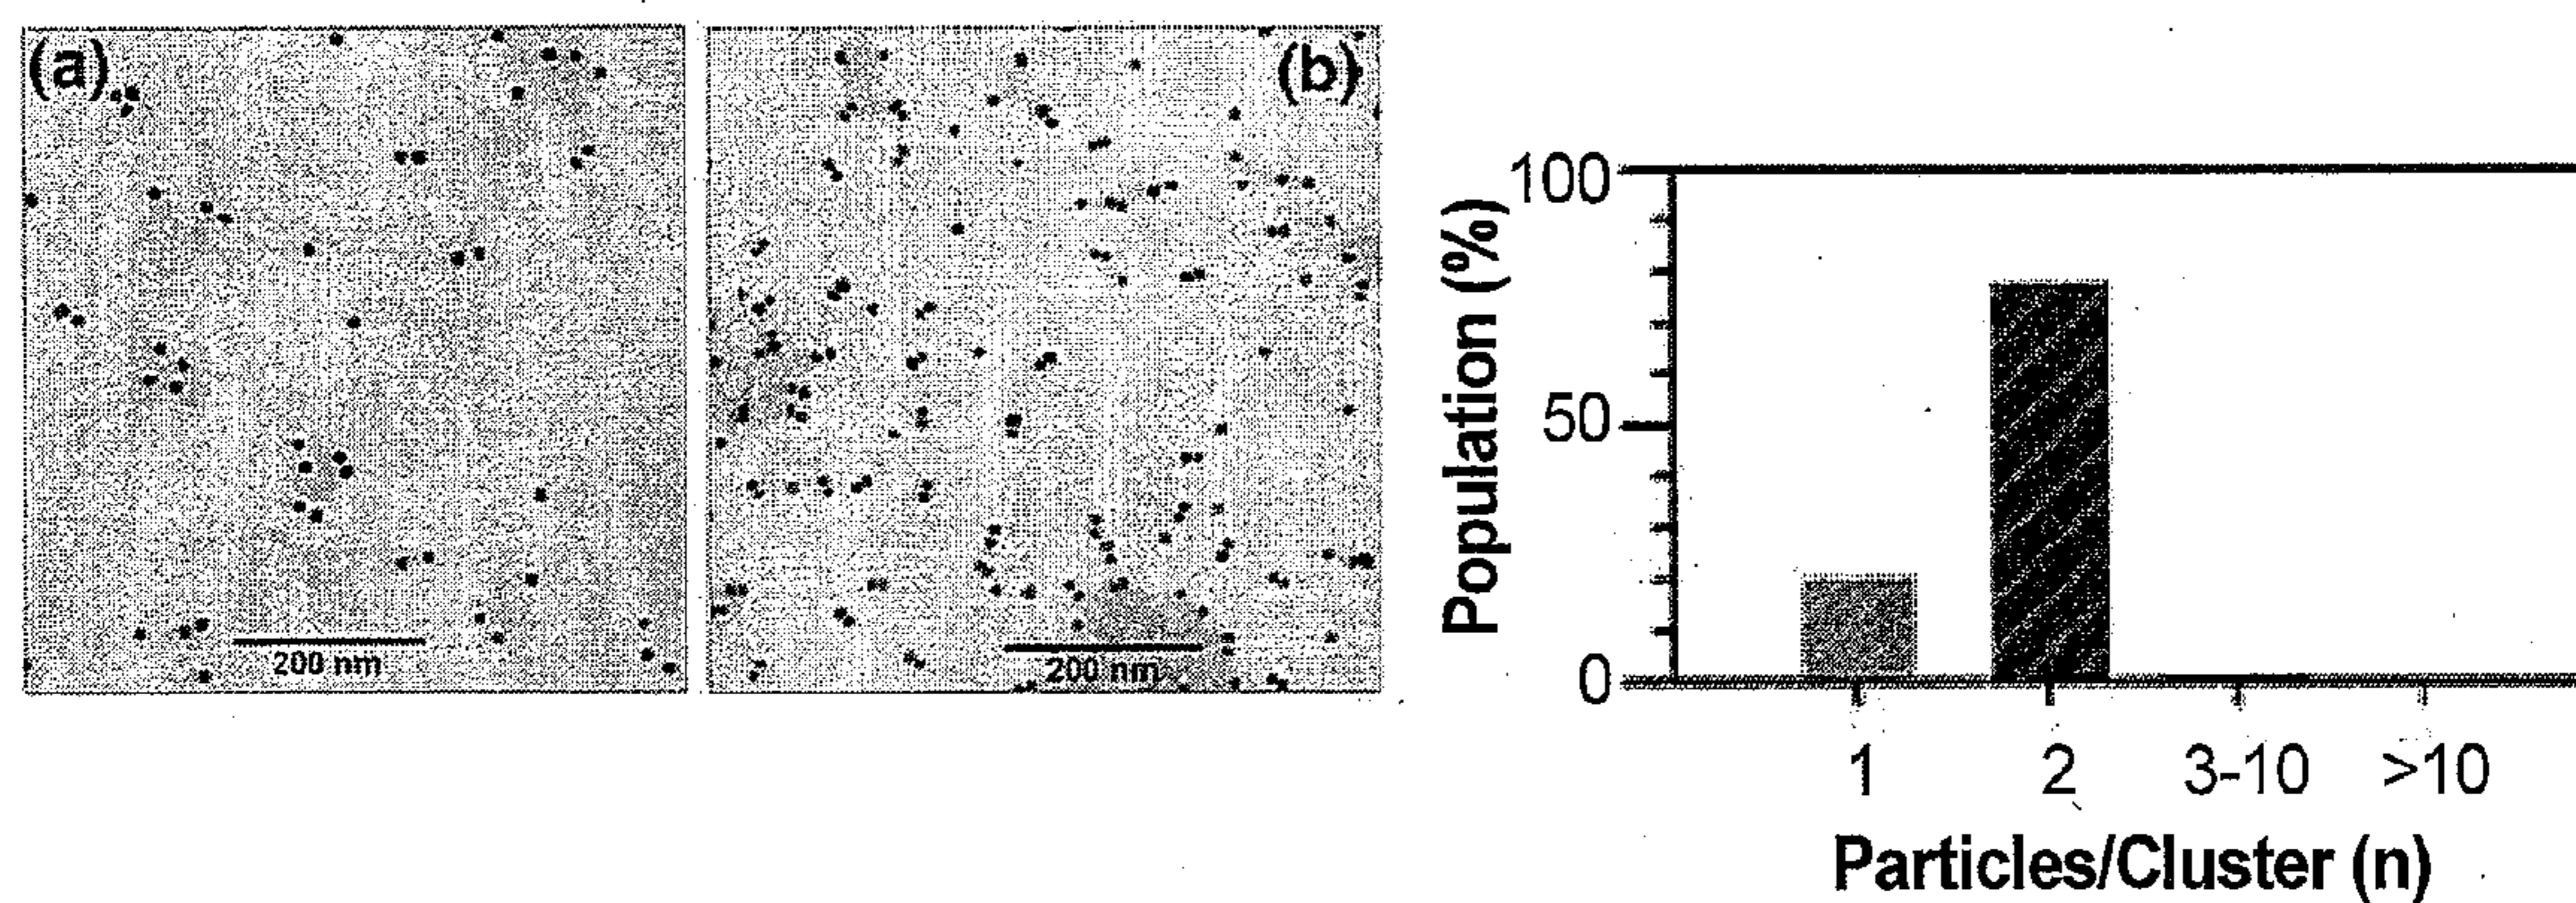 (a)
200 nm
(b)
200 nm
Population (%)
100
50
0
1 2 3-10 >10
Particles/Cluster (n)